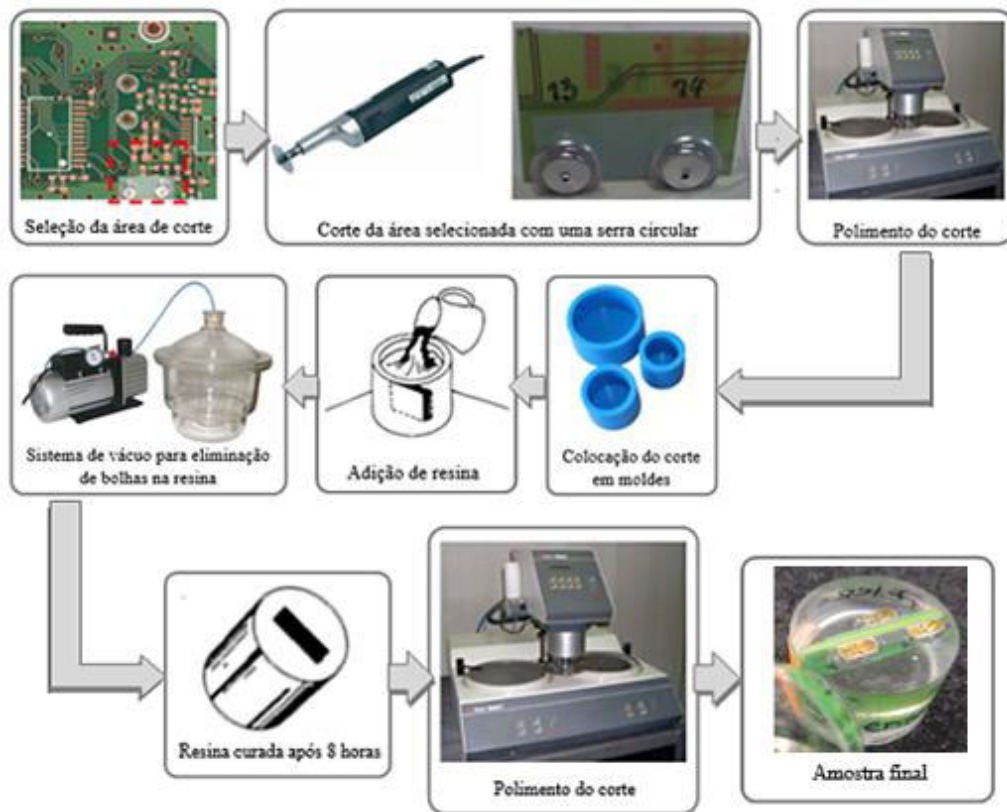 Seleção da área de corte
Corte da área selecionada com uma serra circular
23
24
Polimento do corte
Sistema de vácuo para eliminação
de bolhas na resina
Adição de resina
Colocação do corte
em moldes
Resina curada após 8 horas
Polimento do corte
Amostra final